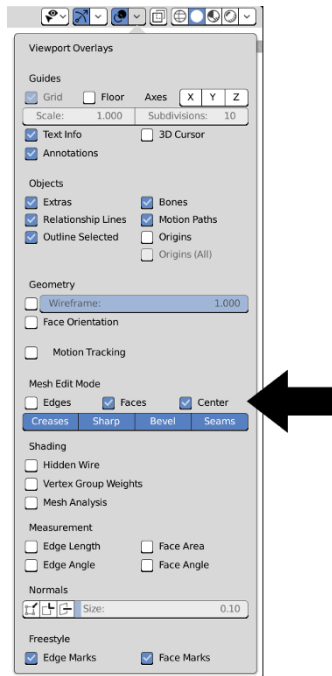 Viewport Overlays
Guides
Grid Floor Axes X Y Z
Scale: 1.000 Subdivisions: 10
Text Info 3D Cursor
Annotations
Objects
Extras Bones
Relationship Lines Motion Paths
Outline Selected Origins
Origins (All)
Geometry
Wireframe: 1.000
Face Orientation
Motion Tracking
Mesh Edit Mode
Edges Faces Center
Creases Sharp Bevel Seams
Shading
Hidden Wire
Vertex Group Weights
Mesh Analysis
Measurement
Edge Length Face Area
Edge Angle Face Angle
Normals
Size: 0.10
Freestyle
Edge Marks Face Marks